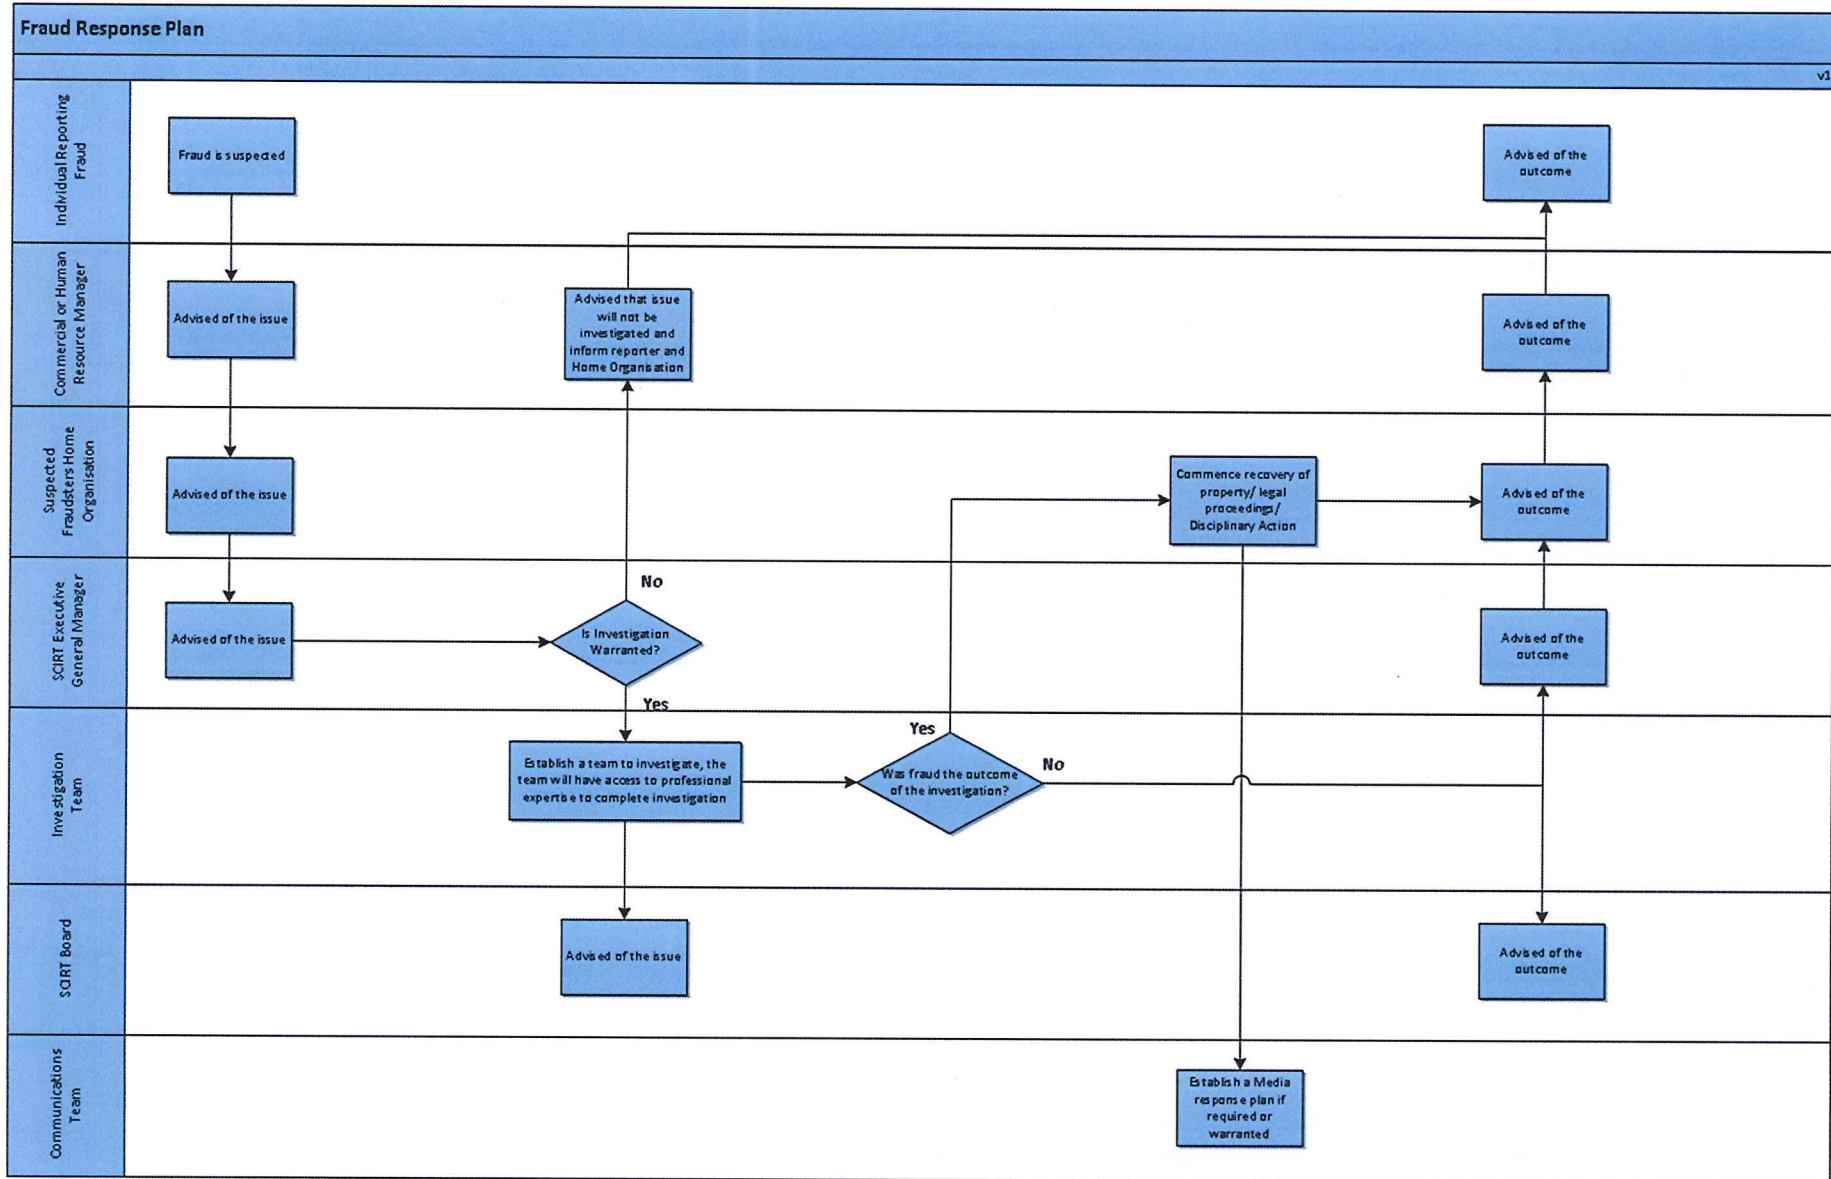 Fraud Response Plan
v1
Individual Reporting
Fraud
Fraud is suspected
Advised of the
outcome
Commercial or Human
Resource Manager
Advised of the issue
Advised that issue
will not be
investigated and
inform reporter and
Home Organisation
Advised of the
outcome
Suspected
Fraudsters Home
Organisation
Advised of the issue
Commence recovery of
property/ legal
proceedings/
Disciplinary Action
Advised of the
outcome
SCIRT Executive
General Manager
Advised of the issue
No
Is Investigation
Warranted?
Yes
Advised of the
outcome
Investigation
Team
Establish a team to investigate, the
team will have access to professional
expertise to complete investigation
Yes
Was fraud the outcome
of the investigation?
No
SCIRT Board
Advised of the issue
Advised of the
outcome
Communications
Team
Establish a Media
response plan if
required or
warranted